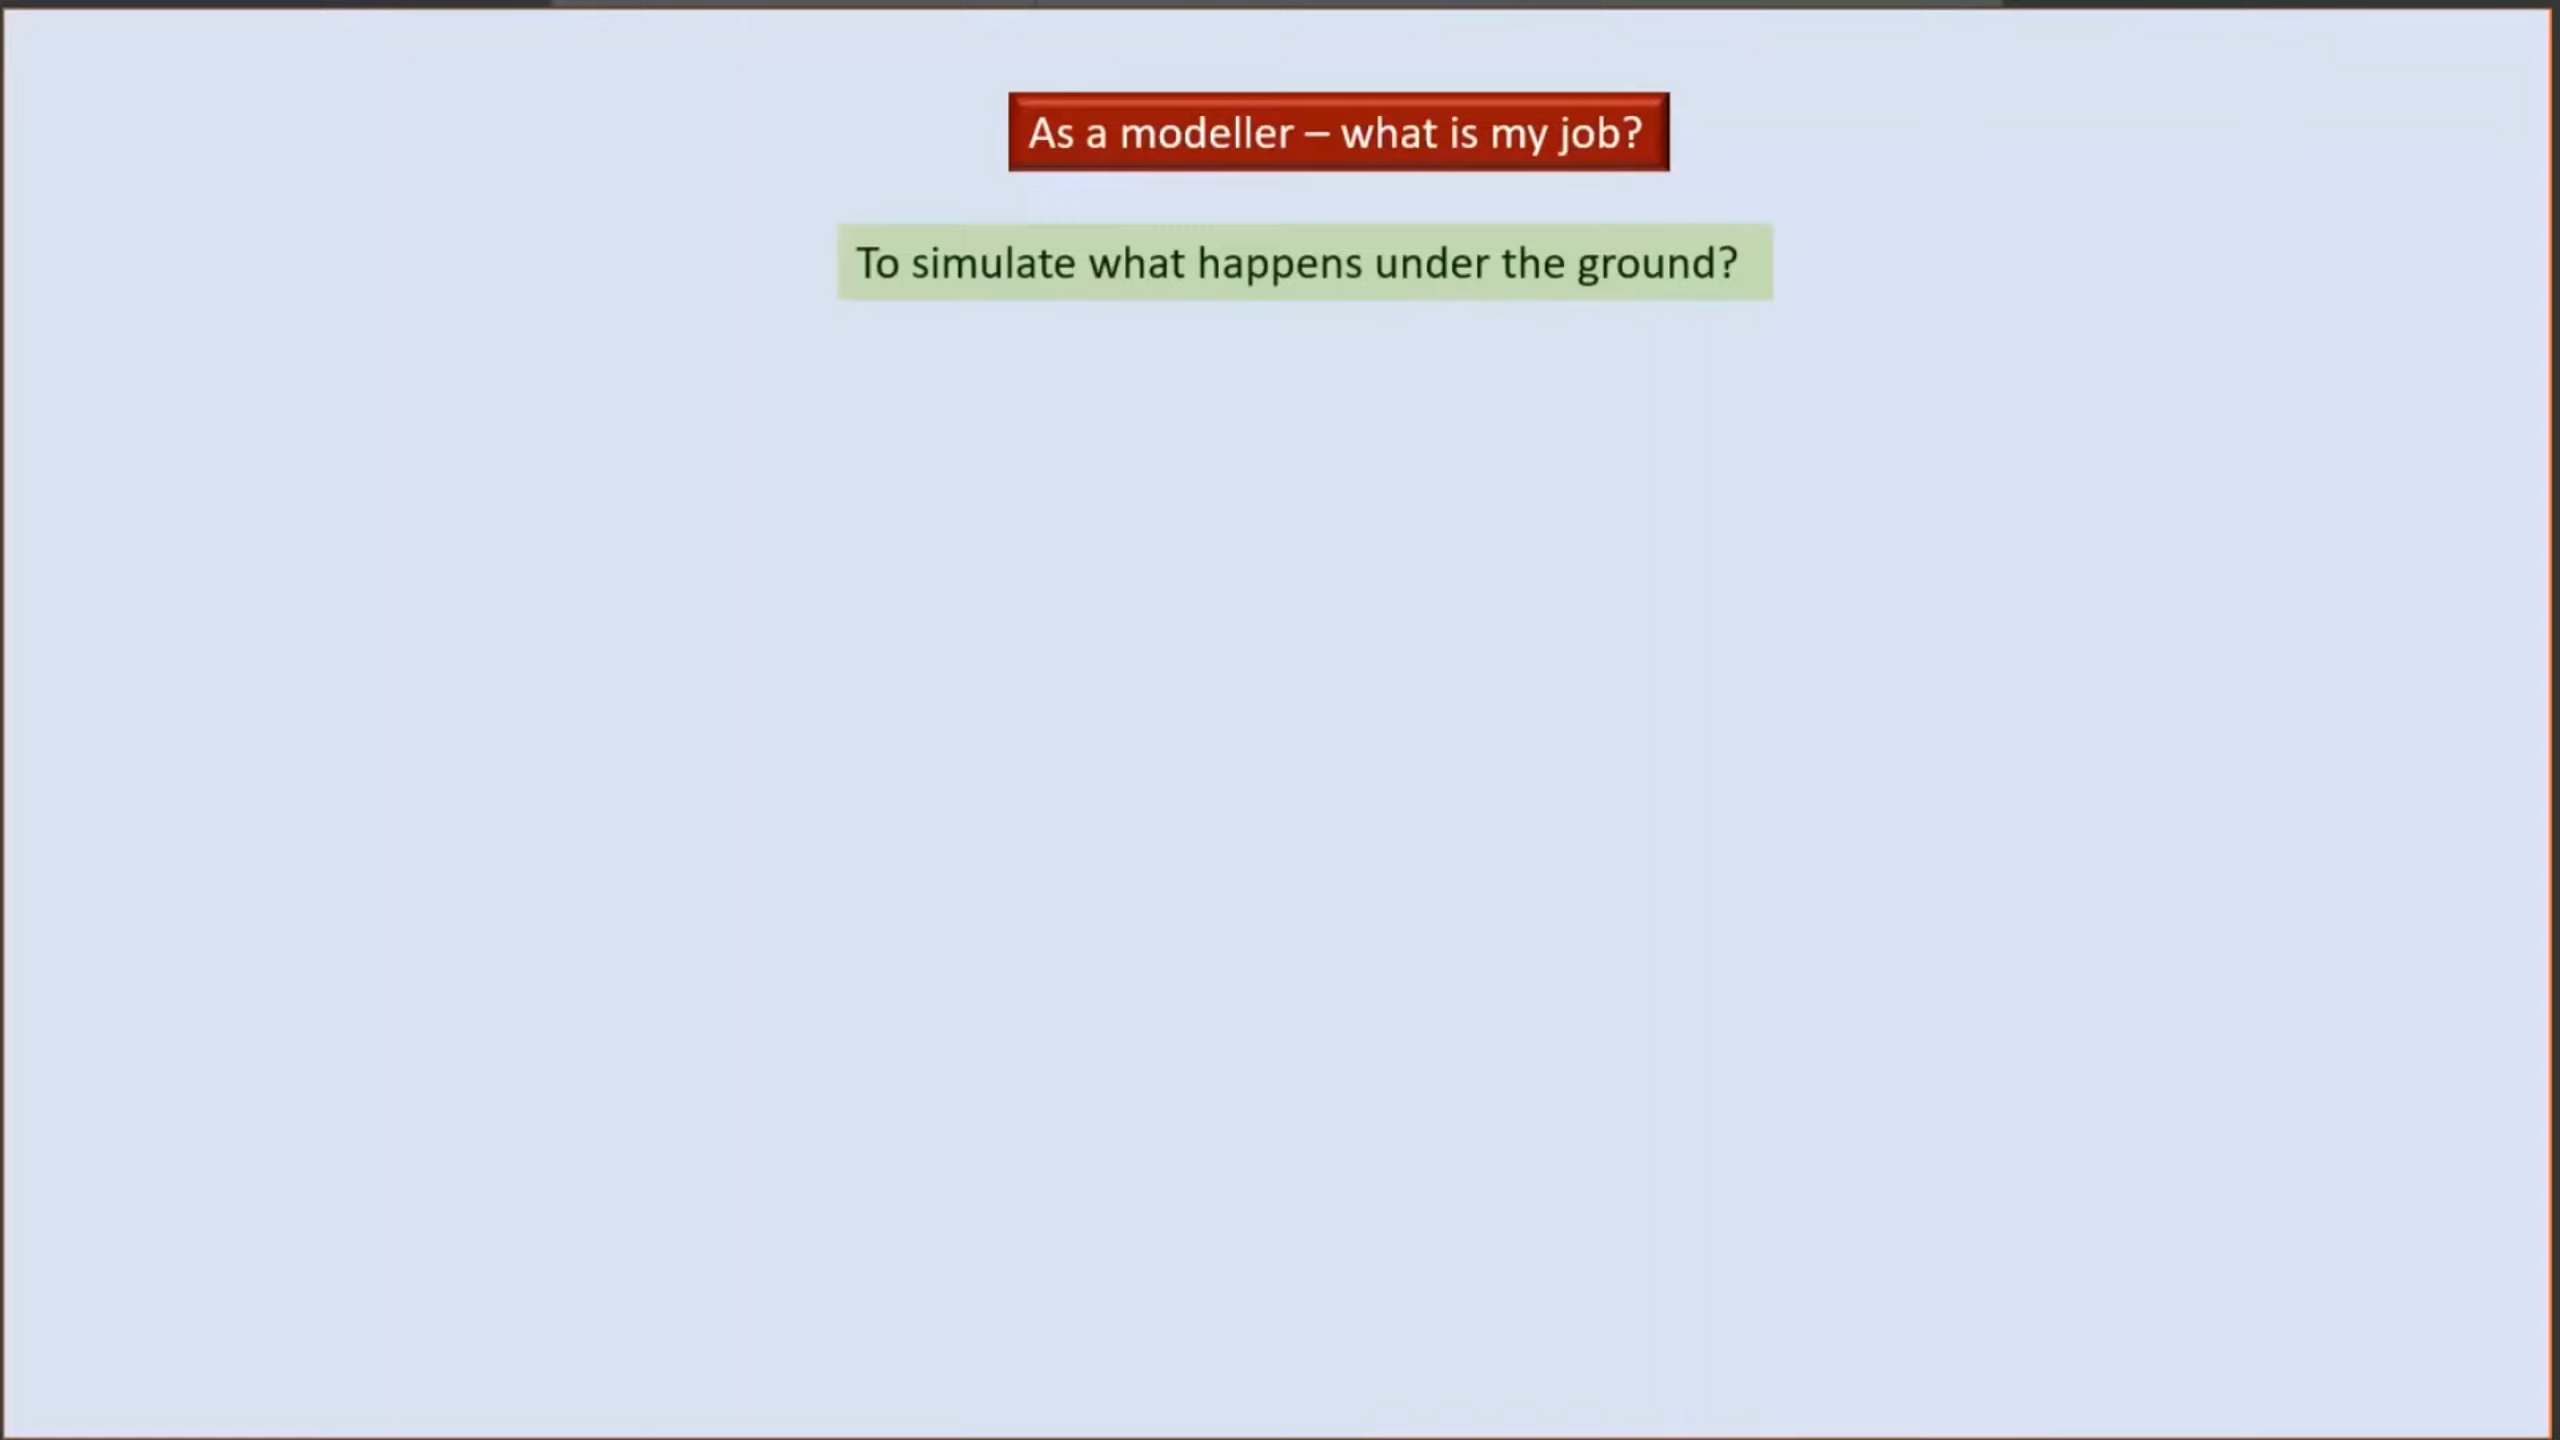 As a modeller – what is my job?
To simulate what happens under the ground?